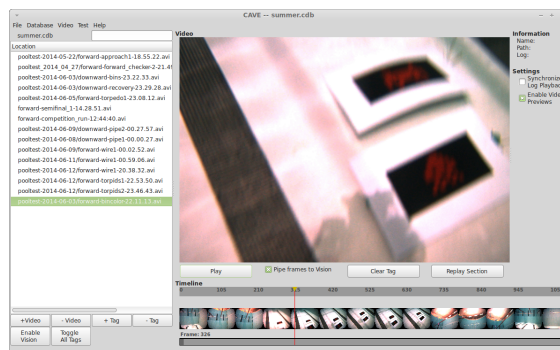 CAVE -- summer.cdb
File Database Video Test Help
summer.cdb
Location
pooltest-2014-05-22/forward-approach1-18.55.22.avi
pooltest-2014-06-03/downward-bins-23.22.33.avi
pooltest-2014-06-03/downward-recovery-23.29.28.avi
pooltest-2014-06-05/forward-torpedo1-23.08.12.avi
forward-semifinal_1-14.28.51.avi
forward-competition_run-12:44:40.avi
pooltest-2014-06-09/downward-pipe2-00.27.57.avi
pooltest-2014-06-08/downward-pipe1-00.00.27.avi
pooltest-2014-06-09/forward-wire1-00.02.52.avi
pooltest-2014-06-11/forward-wire1-00.59.06.avi
pooltest-2014-06-12/forward-wire1-20.38.32.avi
pooltest-2014-06-12/forward-torpids1-22.53.50.avi
pooltest-2014-06-12/forward-torpids2-23.46.43.avi
+Video
- Video
+ Tag
- Tag
Enable
Vision
Toggle
All Tags
Video
Play
Pipe frames to Vision
Clear Tag
Replay Section
Timeline
0 105 210 315 420 525 630 735 840 945 105
Frame: 326
Information
Name:
Path:
Log:
Settings
Synchronize
Log Playback
Enable Vide
Previews